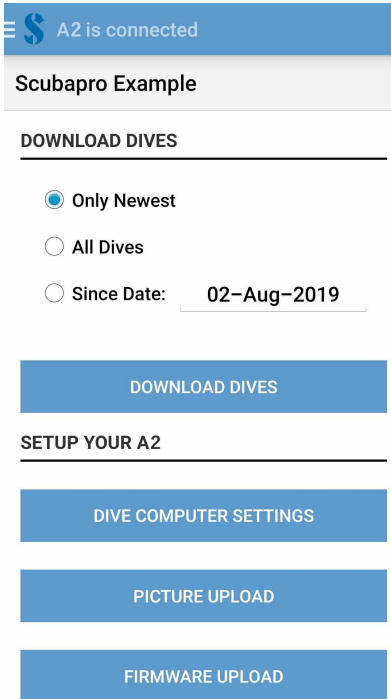 A2 is connected
Scubapro Example
DOWNLOAD DIVES
Only Newest
All Dives
Since Date: 02-Aug-2019
DOWNLOAD DIVES
SETUP YOUR A2
DIVE COMPUTER SETTINGS
PICTURE UPLOAD
FIRMWARE UPLOAD